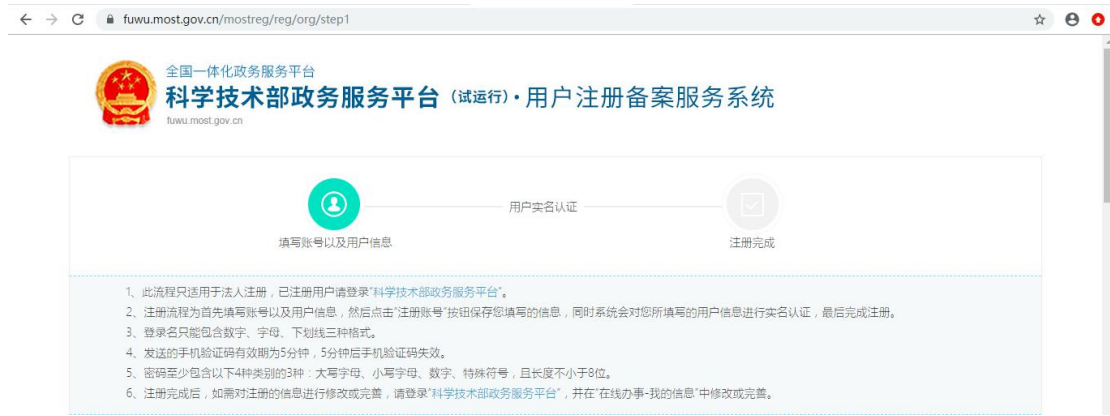 fuwu.most.gov.cn/mostreg/reg/org/step1
全国一体化政务服务平台
科学技术部政务服务平台（试运行）·用户注册备案服务系统
fuwu.most.gov.cn
用户实名认证
填写账号以及用户信息
注册完成
1、此流程只适用于法人注册，已注册用户请登录“科学技术部政务服务平台”。
2、注册流程为首先填写账号以及用户信息，然后点击“注册账号”按钮保存您填写的信息，同时系统会对您所填写的用户信息进行实名认证，最后完成注册。
3、登录名只能包含数字、字母、下划线三种格式。
4、发送的手机验证码有效期为5分钟，5分钟后手机验证码失效。
5、密码至少包含以下4种类别的3种：大写字母、小写字母、数字、特殊符号，且长度不小于8位。
6、注册完成后，如需对注册的信息进行修改或完善，请登录“科学技术部政务服务平台”，并在“在线办事-我的信息”中修改或完善。